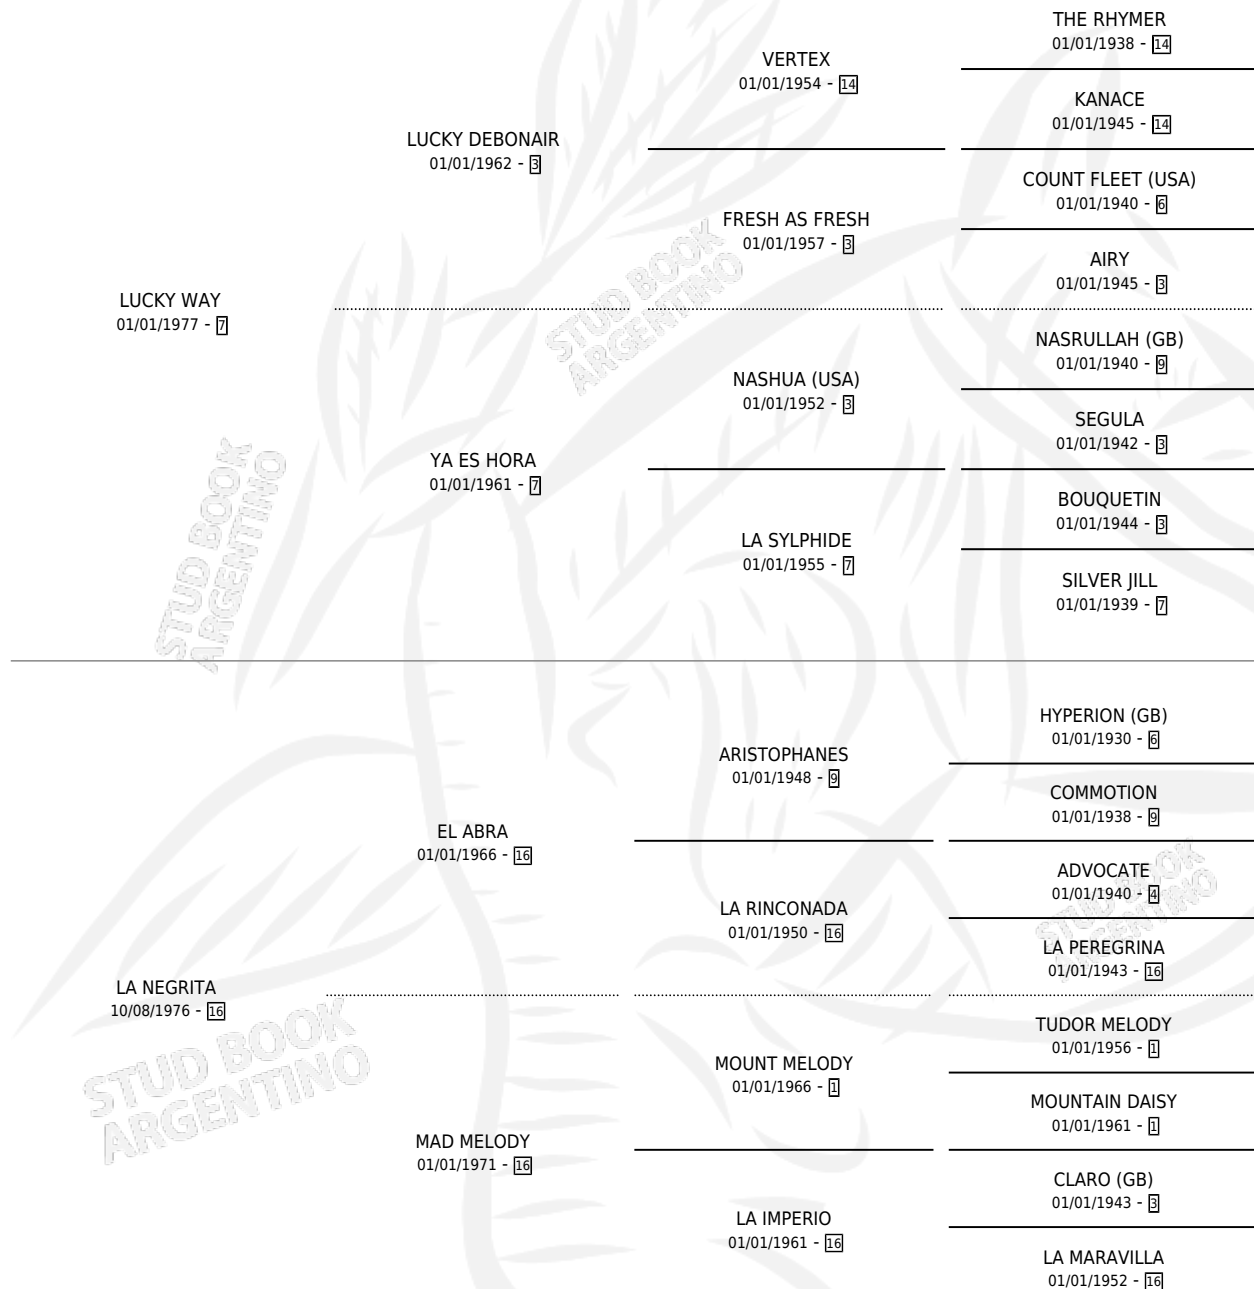 THE RHYMER
01/01/1938 - 14
VERTEX
01/01/1954 - 14
KANACE
01/01/1945 - 14
LUCKY DEBONAIR
01/01/1962 - 3
COUNT FLEET (USA)
01/01/1940 - 6
FRESH AS FRESH
01/01/1957 - 3
AIRY
01/01/1945 - 3
LUCKY WAY
01/01/1977 - 7
NASRULLAH (GB)
01/01/1940 - 9
NASHUA (USA)
01/01/1952 - 3
SEGULA
01/01/1942 - 3
YA ES HORA
01/01/1961 - 7
BOUQUETIN
01/01/1944 - 3
LA SYLPHIDE
01/01/1955 - 7
SILVER JILL
01/01/1939 - 7
HYPERION (GB)
01/01/1930 - 6
ARISTOPHANES
01/01/1948 - 9
COMMOTION
01/01/1938 - 9
EL ABRA
01/01/1966 - 16
ADVOCATE
01/01/1940 - 4
LA RINCONADA
01/01/1950 - 16
LA PEREGRINA
01/01/1943 - 16
LA NEGRITA
10/08/1976 - 16
TUDOR MELODY
01/01/1956 - 1
MOUNT MELODY
01/01/1966 - 1
MOUNTAIN DAISY
01/01/1961 - 1
MAD MELODY
01/01/1971 - 16
CLARO (GB)
01/01/1943 - 3
LA IMPERIO
01/01/1961 - 16
LA MARAVILLA
01/01/1952 - 16
STUD BOOK
ARGENTINO
STUD BOOK
ARGENTINO
STUD BOOK
ARGENTINO
STUD BOOK
ARGENTINO